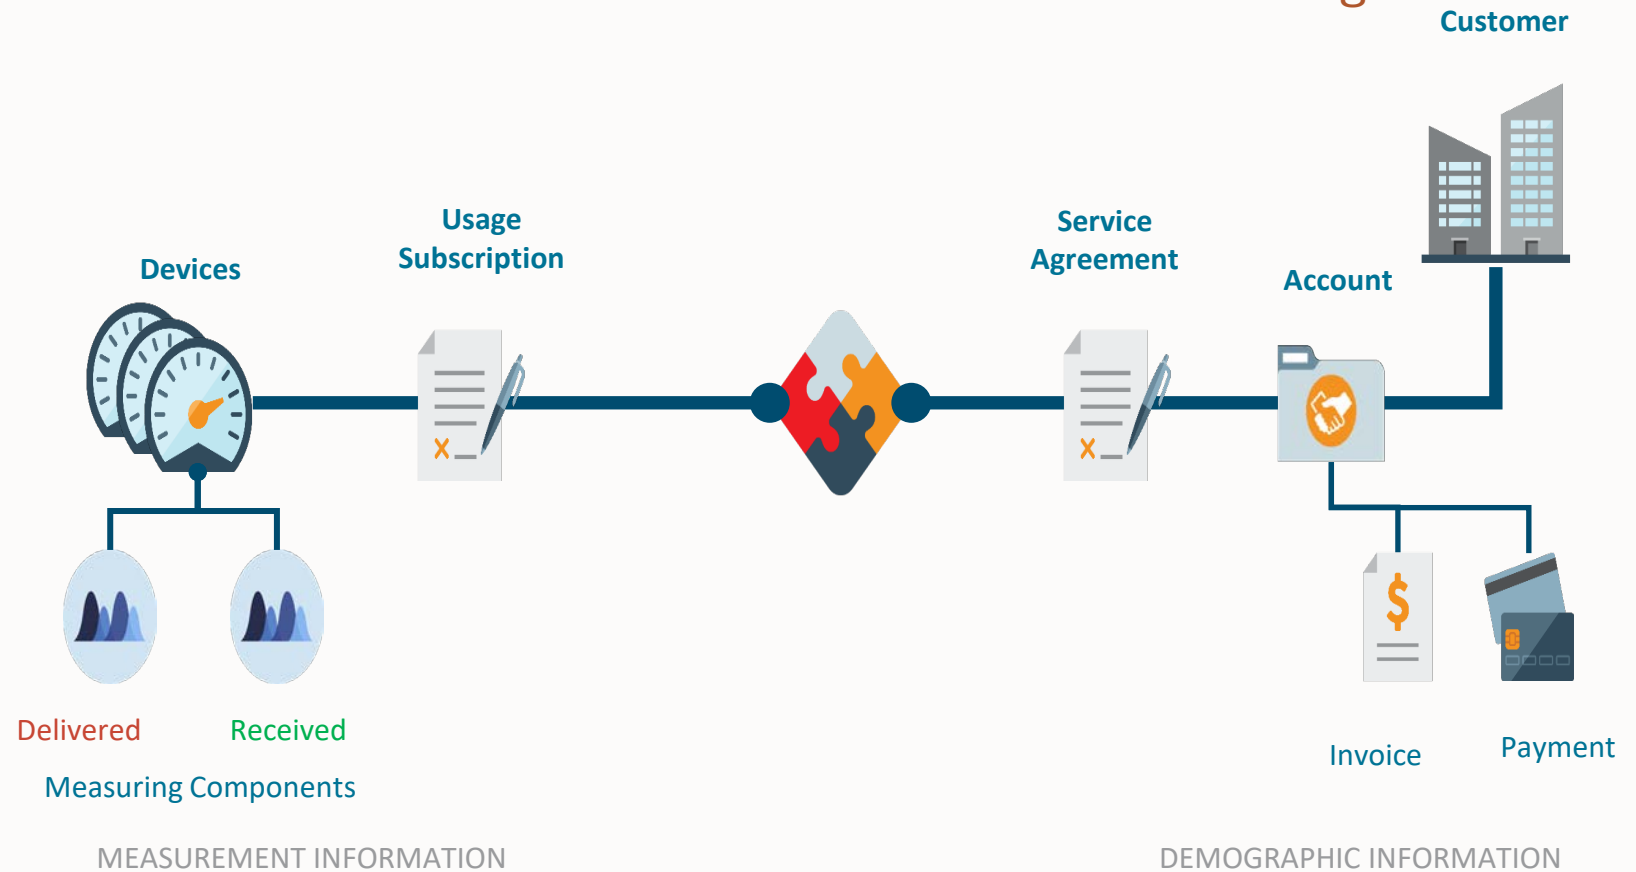 Customer
Usage
Subscription
Service
Agreement
Devices
Account
$
X
X
Delivered
Received
Invoice
Payment
Measuring Components
MEASUREMENT INFORMATION
DEMOGRAPHIC INFORMATION